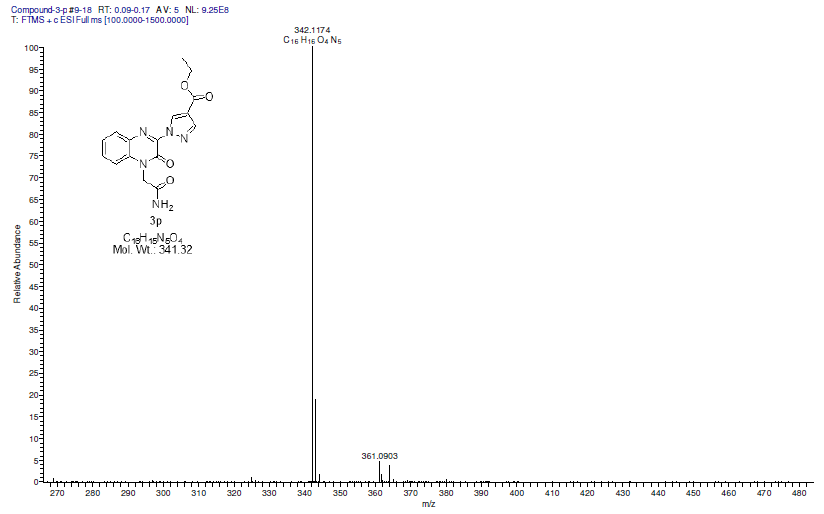 Compound-3-p #9-18 RT: 0.09-0.17 AV: 5 NL: 9.25E8
T: FTMS + c ESI Full ms [100.0000-1500.0000]
342.1174
C16 H16 O4 N5
100
95
90
85
80
75
70
65
60
55
50
45
40
35
30
25
20
15
10
5
0
Relative Abundance
O
O
N
N
N
N
O
O
NH2
3p
C16H15N5O4
Mol. Wt.: 341.32
361.0903
270 280 290 300 310 320 330 340 350 360 370 380 390 400 410 420 430 440 450 460 470 480
m/z